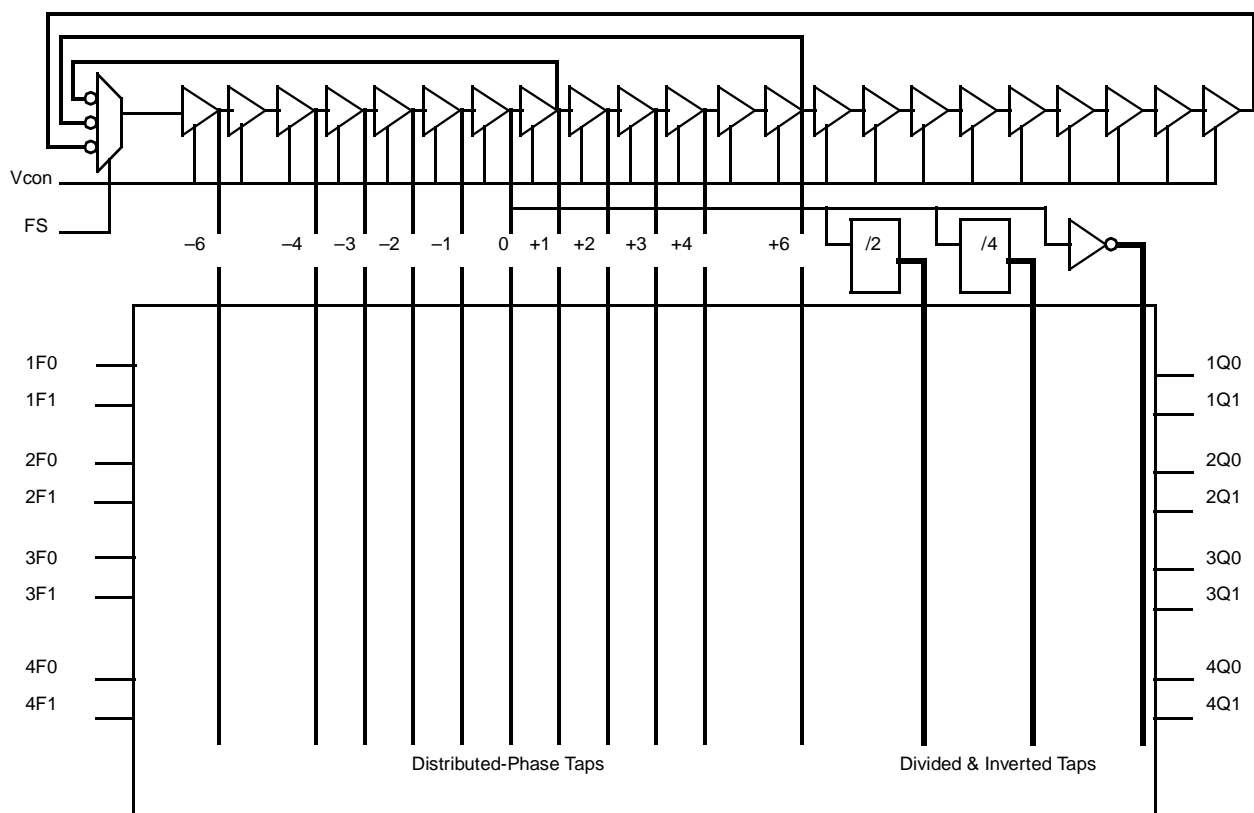 Vcon
FS
–6 –4 –3 –2 –1 0 +1 +2 +3 +4 +6 /2 /4
1F0 1Q0
1F1 1Q1
2F0 2Q0
2F1 2Q1
3F0 3Q0
3F1 3Q1
4F0 4Q0
4F1 4Q1
Distributed-Phase Taps Divided & Inverted Taps